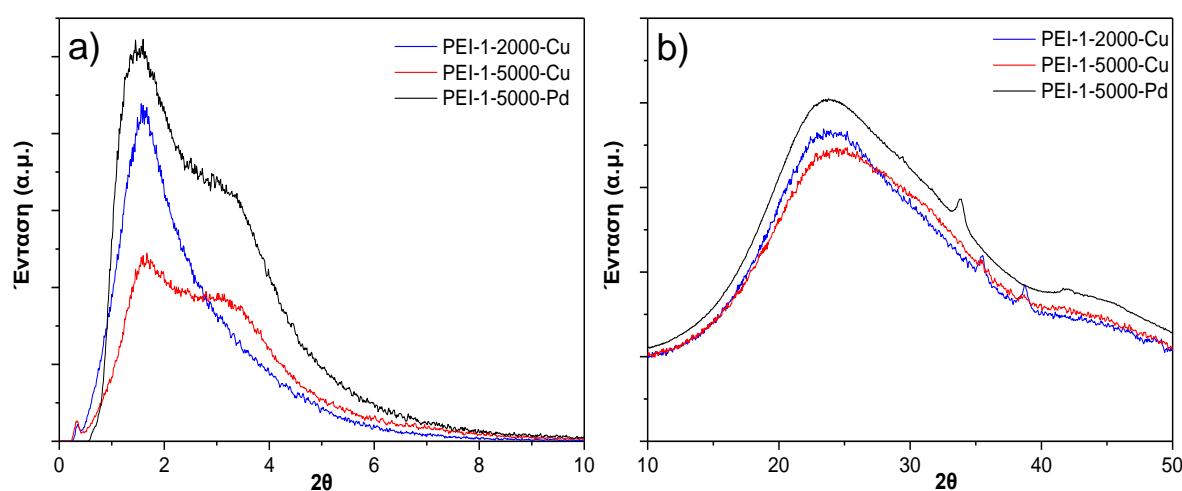 a)
PEI-1-2000-Cu
PEI-1-5000-Cu
PEI-1-5000-Pd
Ένταση (α.μ.)
0 2 4 6 8 10
2θ
b)
PEI-1-2000-Cu
PEI-1-5000-Cu
PEI-1-5000-Pd
Ένταση (α.μ.)
10 20 30 40 50
2θ